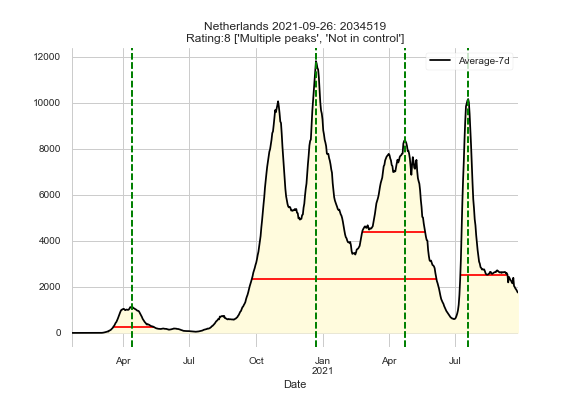 Netherlands 2021-09-26: 2034519
Rating:8 ['Multiple peaks', 'Not in control']
Average-7d
12000
10000
8000
6000
4000
2000
0
Apr Jul Oct Jan Apr Jul
2021
Date